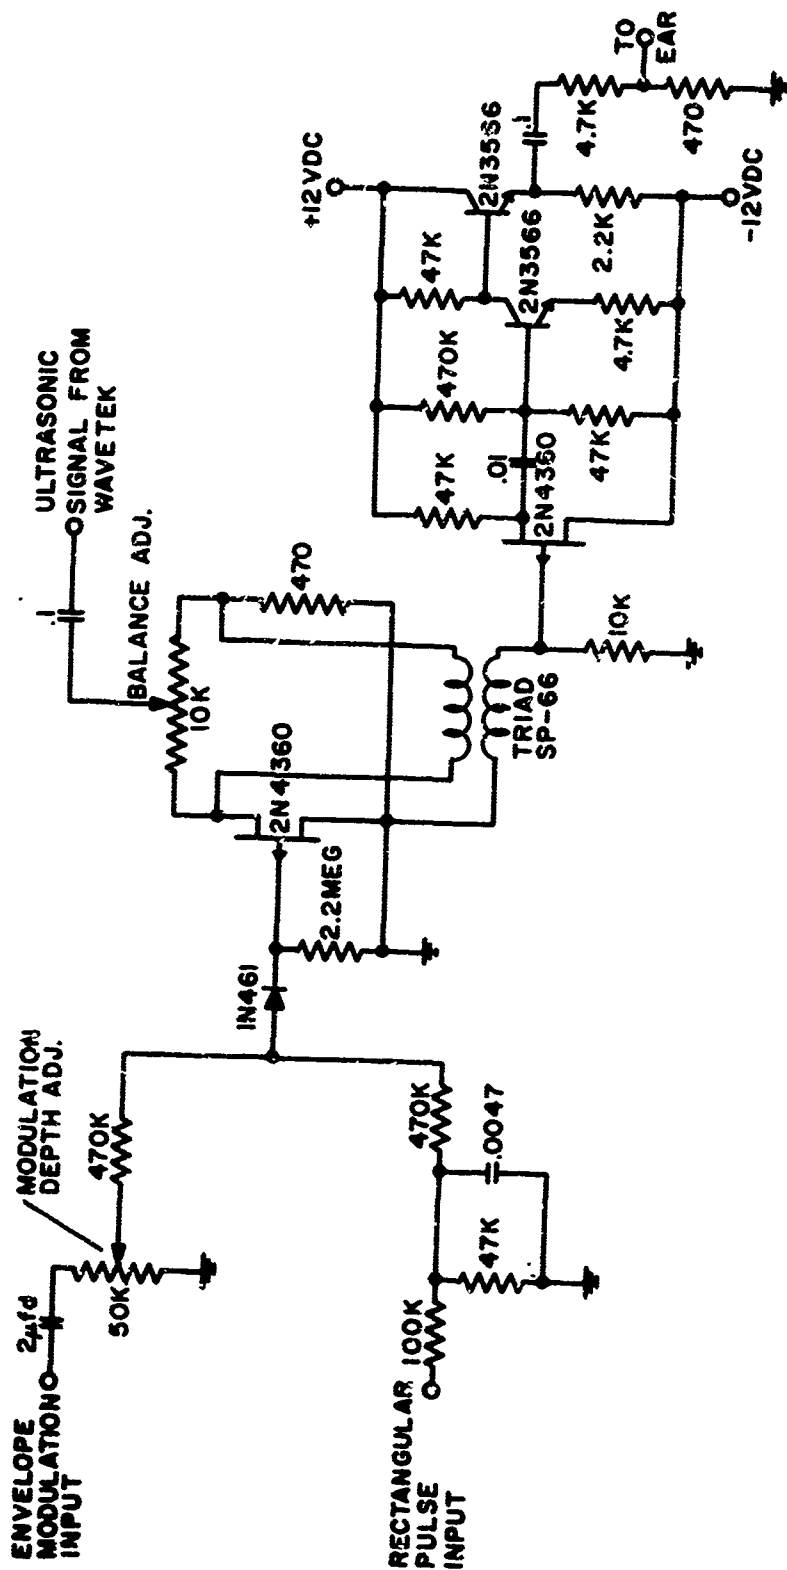 ENVELOPE
MODULATION
INPUT
2µfd
50K
MODULATION
DEPTH ADJ.
470K
RECTANGULAR
PULSE
INPUT
100K
47K
.0047
470K
1N461
2.2MEG
2N4360
10K
BALANCE ADJ.
.1
ULTRASONIC
SIGNAL FROM
WAVETEK
470
TRIAD
SP-66
10K
2N4360
47K
.01
470K
47K
47K
2N3566
4.7K
+12VDC
2N3566
2.2K
-12VDC
.1
4.7K
470
TO
EAR